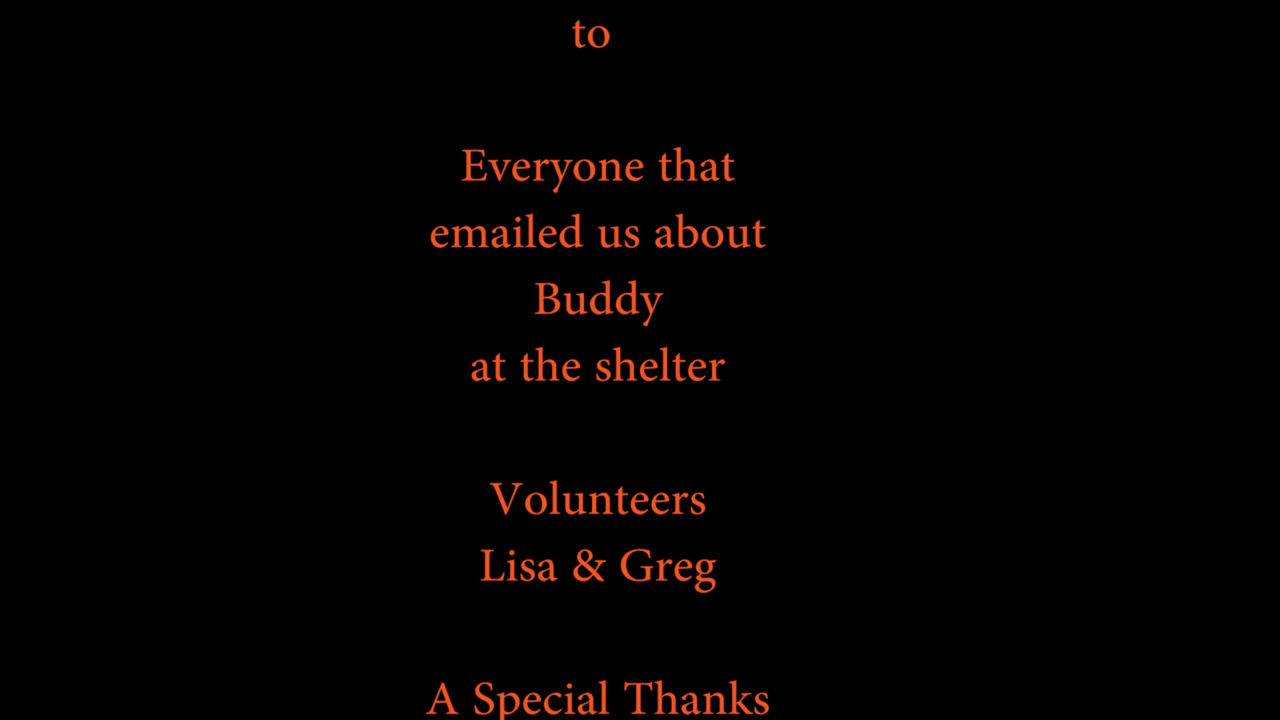 to
Everyone that
emailed us about
Buddy
at the shelter
Volunteers
Lisa & Greg
A Special Thanks